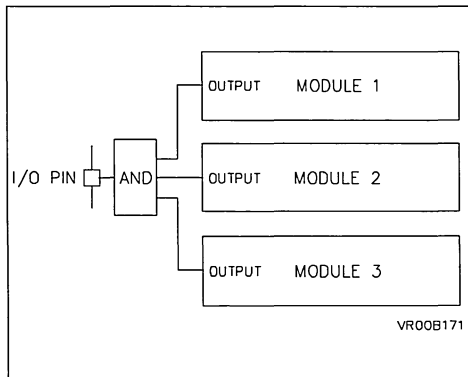 OUTPUT MODULE 1
I/O PIN AND OUTPUT MODULE 2
OUTPUT MODULE 3
VR00B171